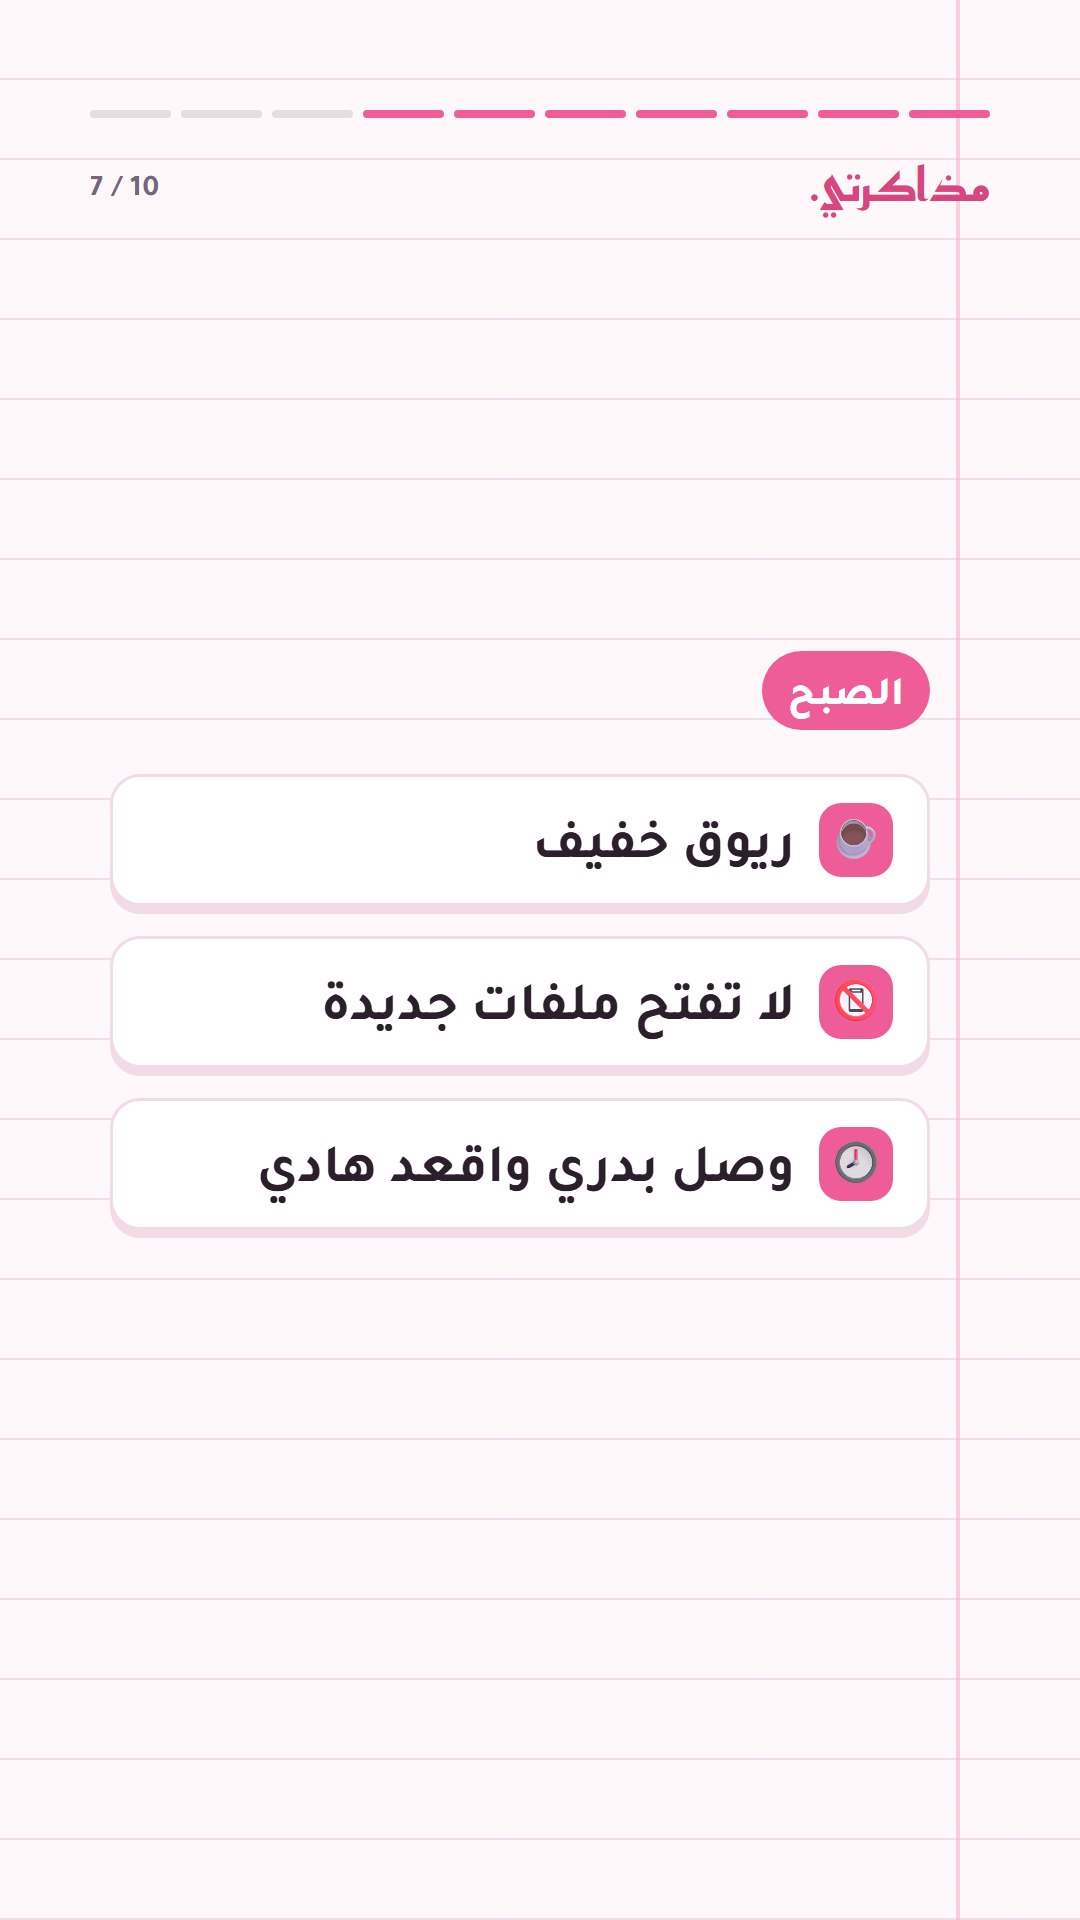 مذاكرتي.
7 / 10
الصبح
ريوق خفيف
لا تفتح ملفات جديدة
وصل بدري واقعد هادي